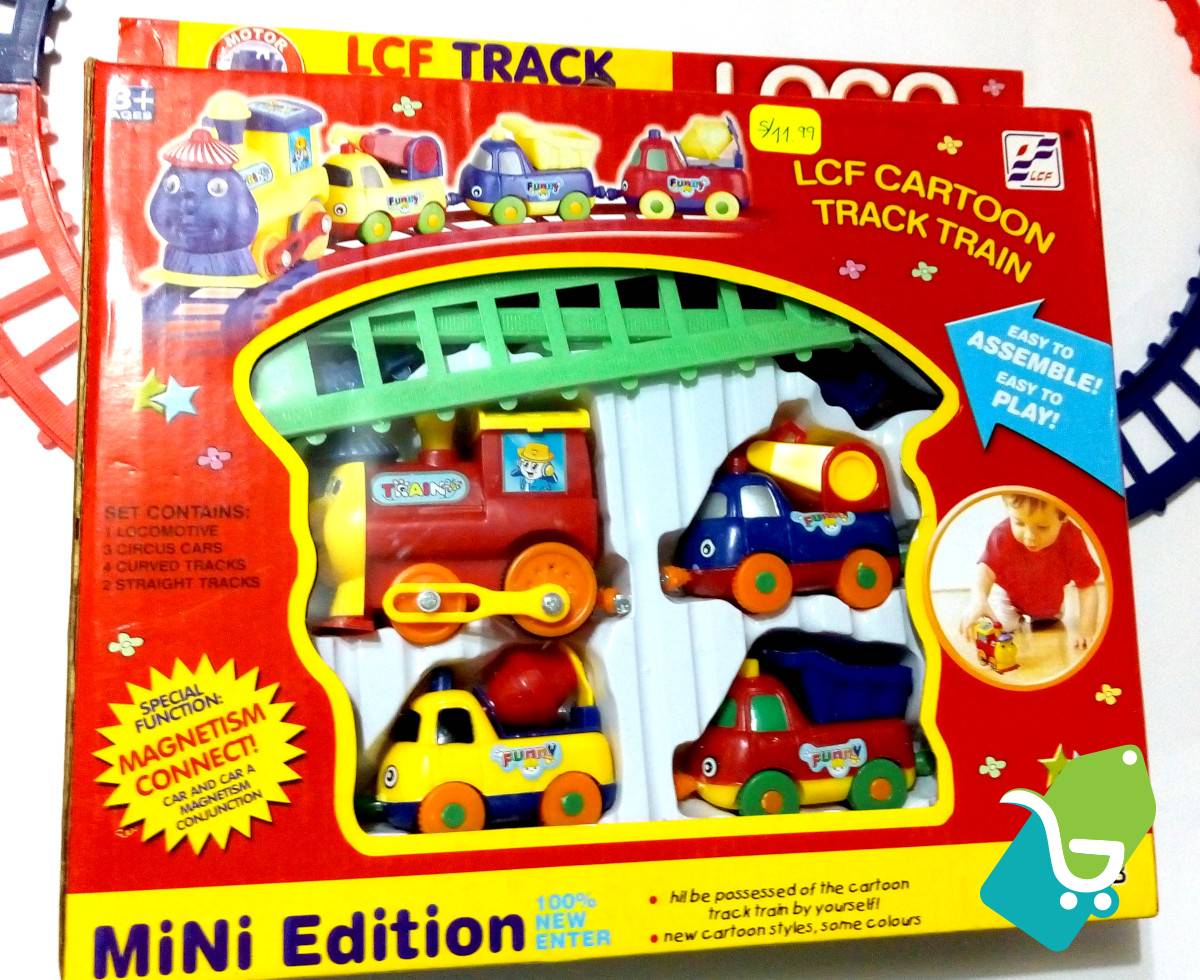 MOTOR
LCF TRACK
LOCO
3+
AGES
S/11.99
LCF
LCF CARTOON
TRACK TRAIN
Funny
Funny
Funny
EASY TO
ASSEMBLE!
EASY TO
PLAY!
TRAIN
Funny
SET CONTAINS:
1 LOCOMOTIVE
3 CIRCUS CARS
4 CURVED TRACKS
2 STRAIGHT TRACKS
SPECIAL
FUNCTION:
MAGNETISM
CONNECT!
CAR AND CAR A
MAGNETISM
CONJUNCTION
Funny
Funny
MiNi Edition
100%
NEW
ENTER
• hil be possessed of the cartoon
track train by yourself!
• new cartoon styles, some colours